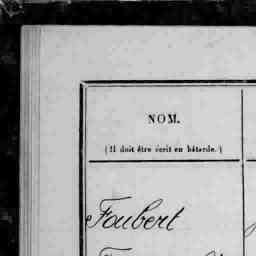 NOM.
(Il doit être écrit en bâtarde.)
Foubert